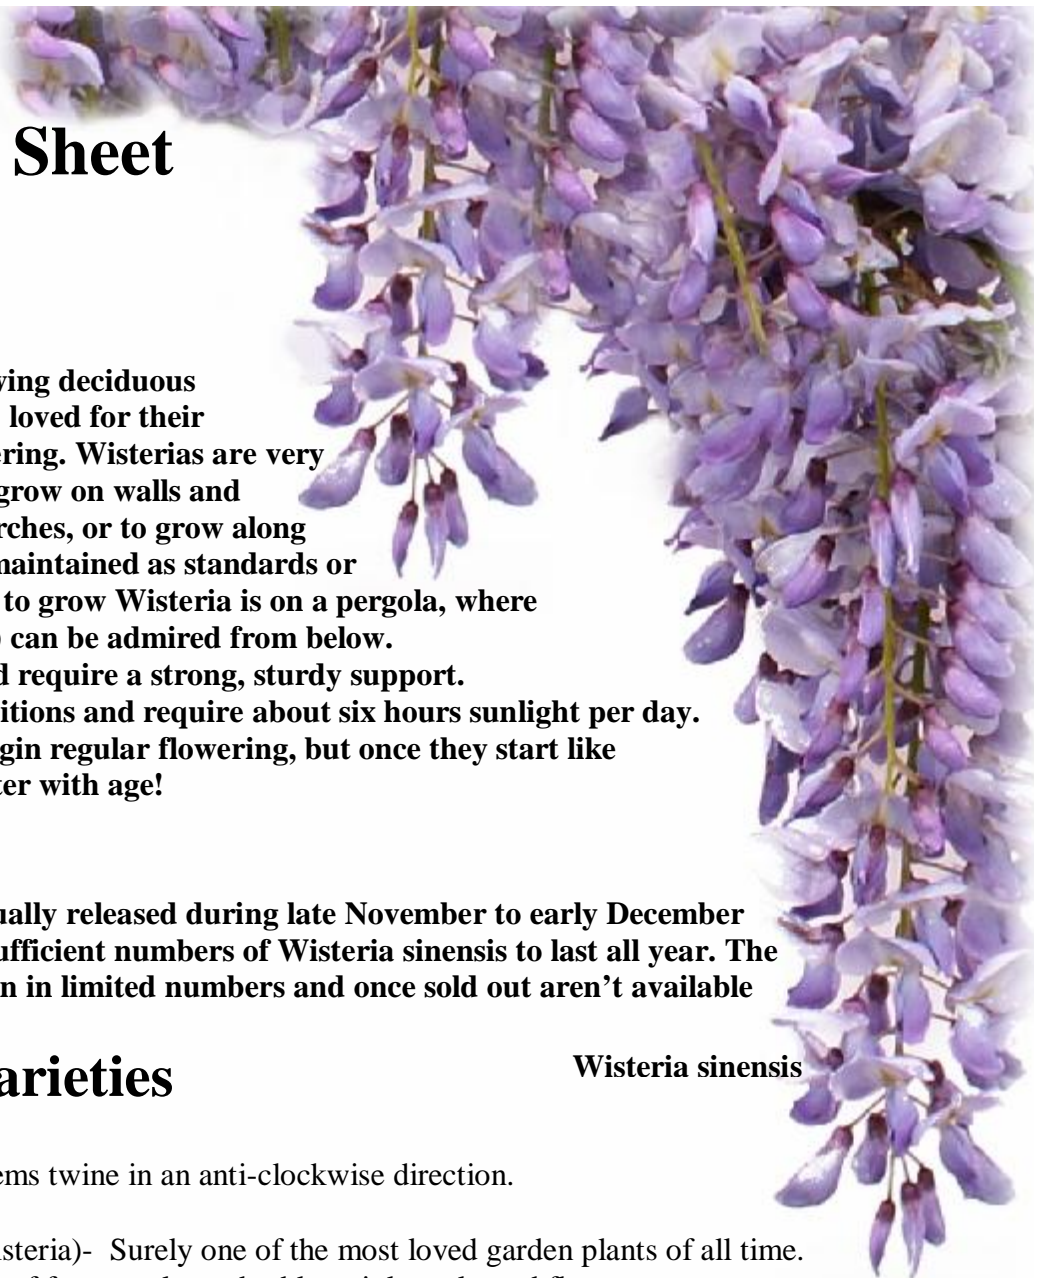 Sheet
ving deciduous
loved for their
ering. Wisterias are very
grow on walls and
rches, or to grow along
maintained as standards or
to grow Wisteria is on a pergola, where
) can be admired from below.
d require a strong, sturdy support.
itions and require about six hours sunlight per day.
gin regular flowering, but once they start like
ter with age!
ually released during late November to early December
ufficient numbers of Wisteria sinensis to last all year. The
n in limited numbers and once sold out aren’t available
Wisteria sinensis
arieties
ems twine in an anti-clockwise direction.
isteria)- Surely one of the most loved garden plants of all time.